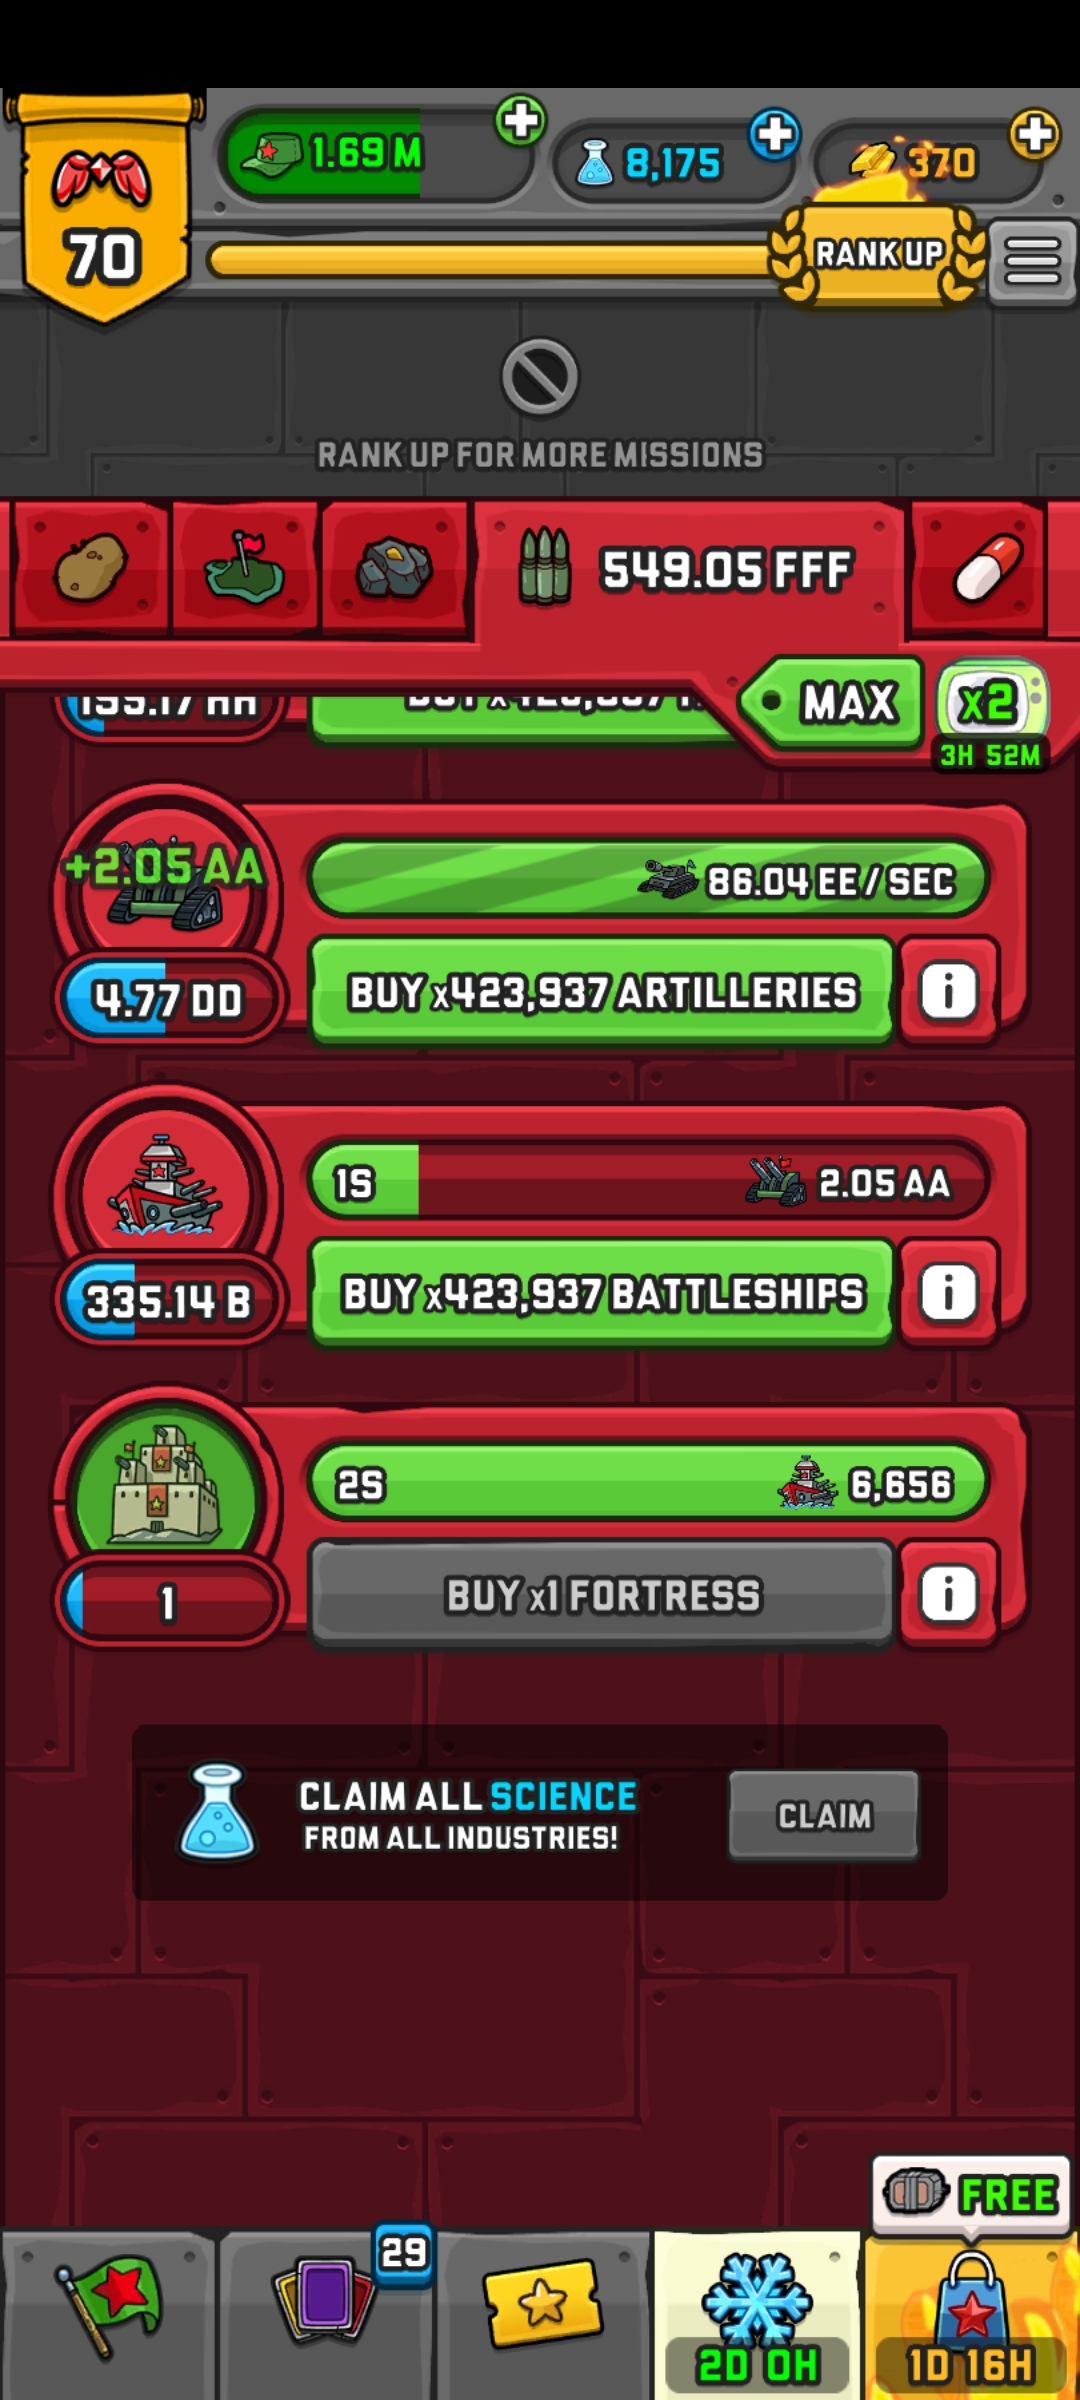 1.69 M
8,175
370
70
RANK UP
RANK UP FOR MORE MISSIONS
549.05 FFF
MAX
x2
3H 52M
+2.05 AA
86.04 EE / SEC
4.77 DD
BUY x423,937 ARTILLERIES
1S
2.05 AA
335.14 B
BUY x423,937 BATTLESHIPS
2S
6,656
1
BUY x1 FORTRESS
CLAIM ALL SCIENCE
FROM ALL INDUSTRIES!
CLAIM
FREE
29
2D 0H
1D 16H